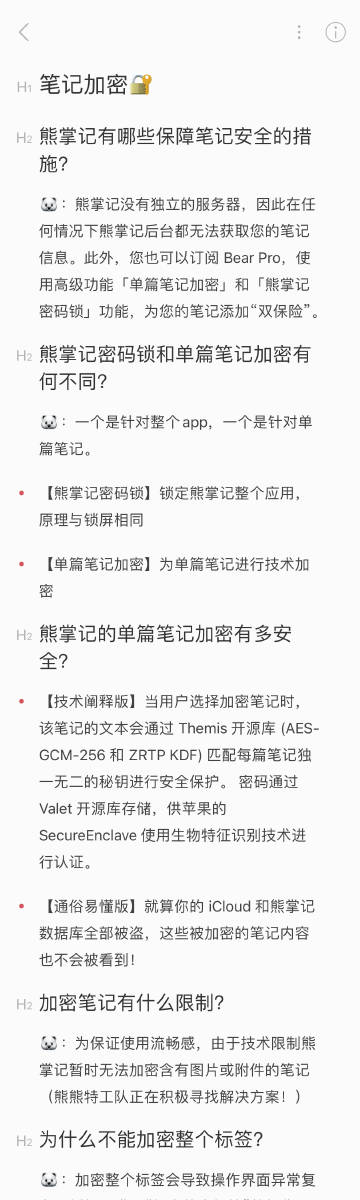 H1 笔记加密🔐
H2 熊掌记有哪些保障笔记安全的措
施？
🐻‍❄️：熊掌记没有独立的服务器，因此在任
何情况下熊掌记后台都无法获取您的笔记
信息。此外，您也可以订阅 Bear Pro，使
用高级功能「单篇笔记加密」和「熊掌记
密码锁」功能，为您的笔记添加“双保险”。
H2 熊掌记密码锁和单篇笔记加密有
何不同？
🐻‍❄️：一个是针对整个app，一个是针对单
篇笔记。
• 【熊掌记密码锁】锁定熊掌记整个应用，
原理与锁屏相同
• 【单篇笔记加密】为单篇笔记进行技术加
密
H2 熊掌记的单篇笔记加密有多安
全？
• 【技术阐释版】当用户选择加密笔记时，
该笔记的文本会通过 Themis 开源库 (AES-
GCM-256 和 ZRTP KDF) 匹配每篇笔记独
一无二的秘钥进行安全保护。 密码通过
Valet 开源库存储，供苹果的
SecureEnclave 使用生物特征识别技术进
行认证。
• 【通俗易懂版】就算你的 iCloud 和熊掌记
数据库全部被盗，这些被加密的笔记内容
也不会被看到！
H2 加密笔记有什么限制？
🐻‍❄️：为保证使用流畅感，由于技术限制熊
掌记暂时无法加密含有图片或附件的笔记
（熊熊特工队正在积极寻找解决方案！）
H2 为什么不能加密整个标签？
🐻‍❄️：加密整个标签会导致操作界面异常复